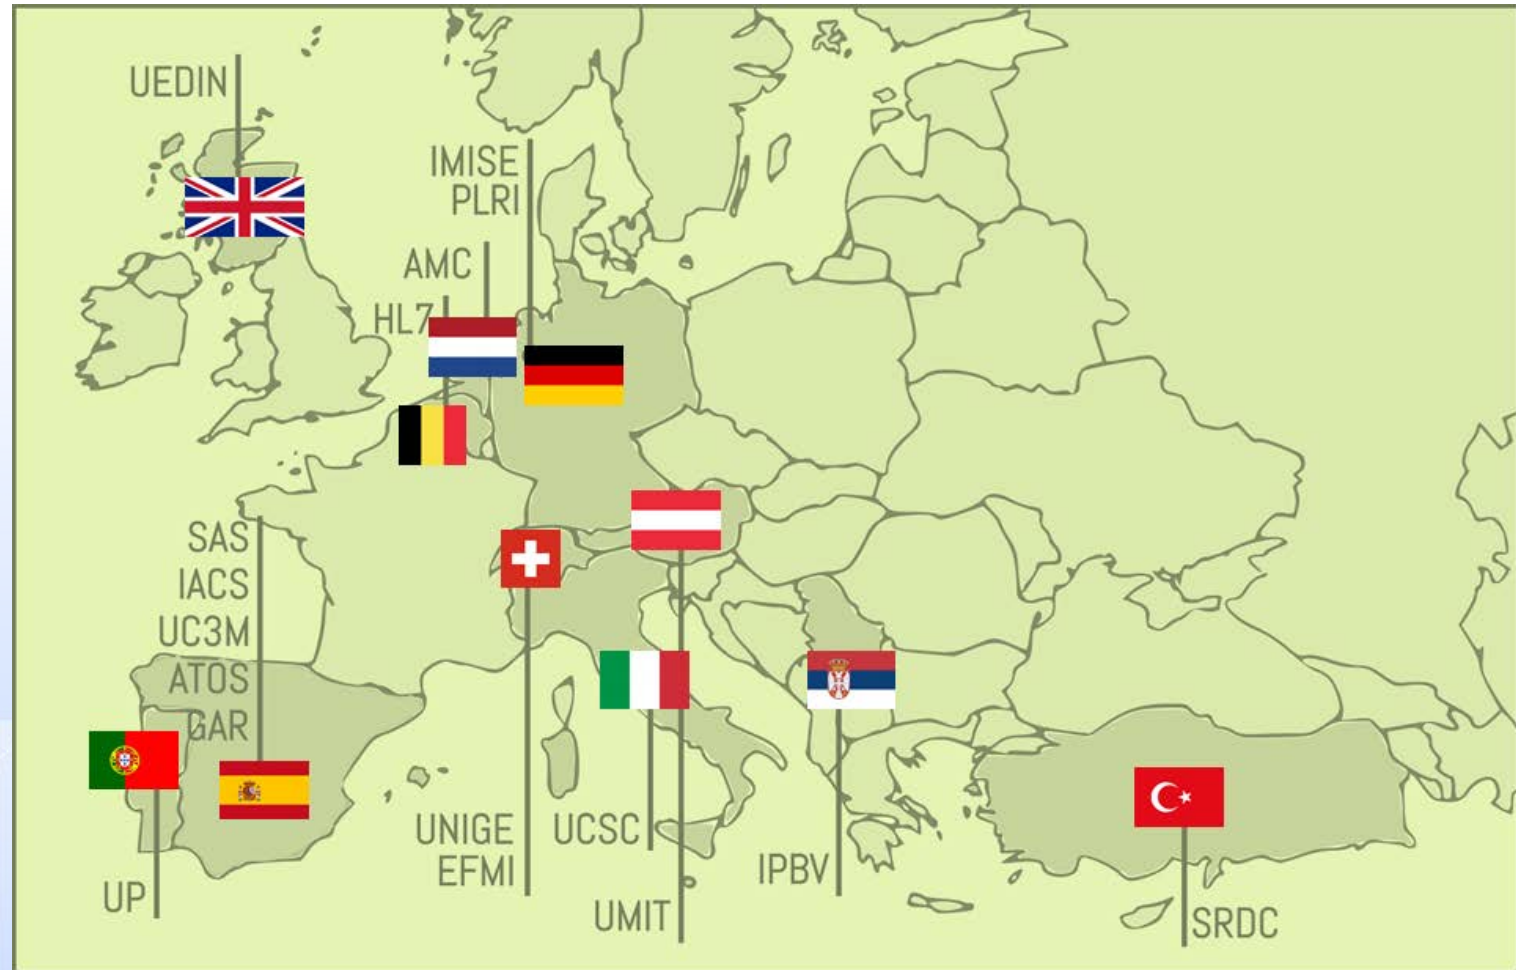 UEDIN
IMISE
PLRI
AMC
HL7
SAS
IACS
UC3M
ATOS
GAR
UP
UNIGE
EFMI
UCSC
UMIT
IPBV
SRDC